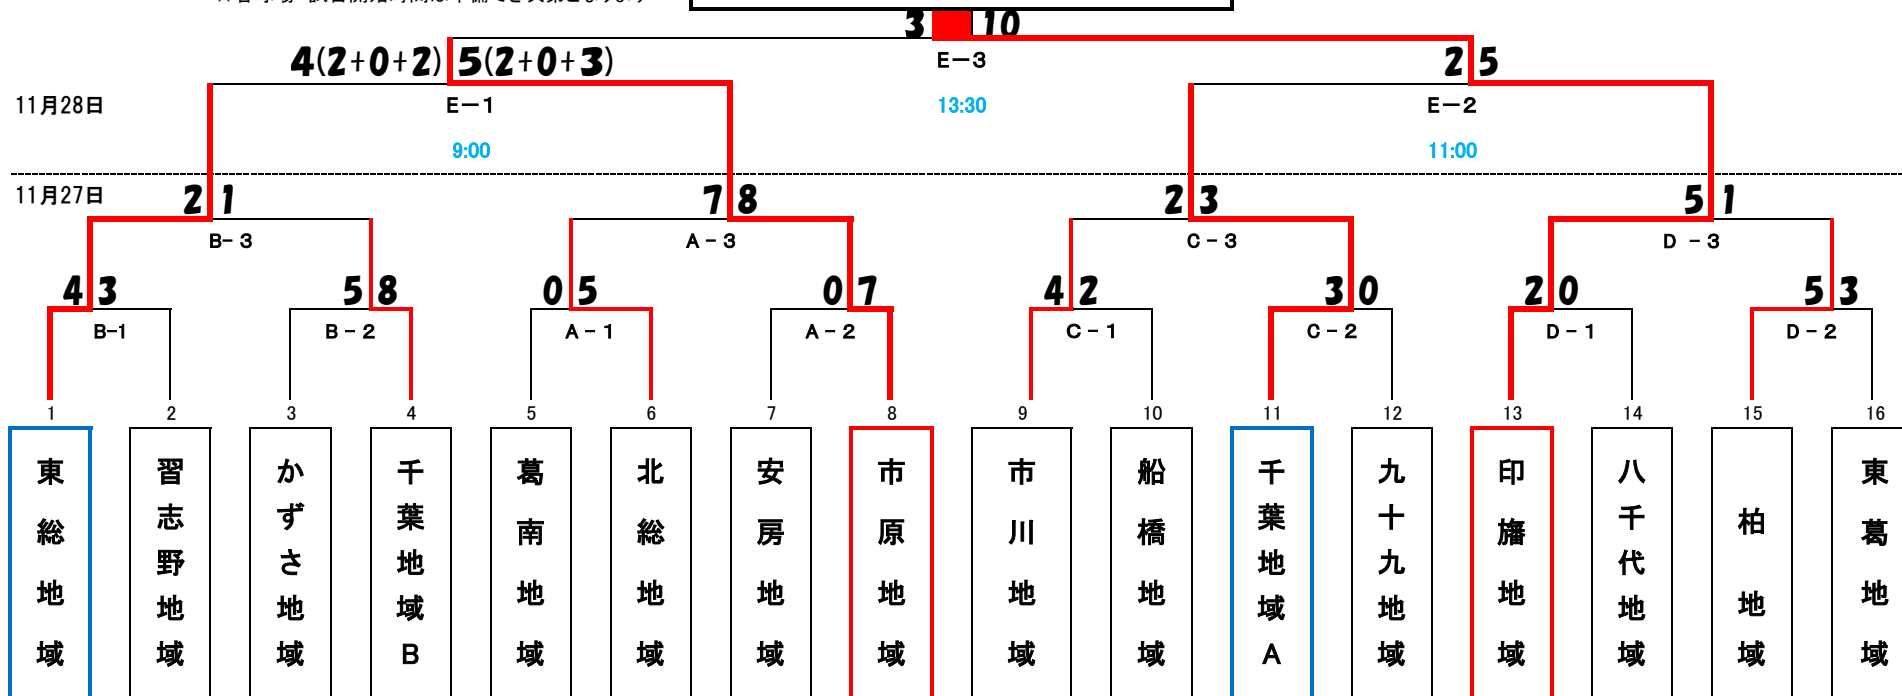 3 10
4(2+0+2) 5(2+0+3) E-3 2 5
11月28日 E-1 13:30 E-2
9:00 11:00
11月27日 2 1 7 8 2 3 5 1
B-3 A-3 C-3 D-3
4 3 5 8 0 5 0 7 4 2 3 0 2 0 5 3
B-1 B-2 A-1 A-2 C-1 C-2 D-1 D-2
1 2 3 4 5 6 7 8 9 10 11 12 13 14 15 16
東総地域
習志野地域
かずさ地域
千葉地域B
葛南地域
北総地域
安房地域
市原地域
市川地域
船橋地域
千葉地域A
九十九地域
印旛地域
八千代地域
柏地域
東葛地域